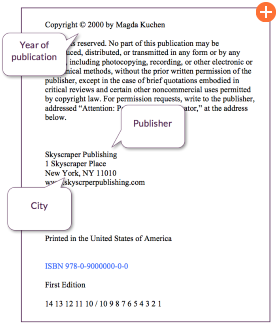 Copyright © 2000 by Magda Kuchen
Year of
publication
s reserved. No part of this publication may be
duced, distributed, or transmitted in any form or by any
, including photocopying, recording, or other electronic or
nical methods, without the prior written permission of the
publisher, except in the case of brief quotations embodied in
critical reviews and certain other noncommercial uses permitted
by copyright law. For permission requests, write to the publisher,
addressed “Attention: P ator,” at the address
below.
Publisher
Skyscraper Publishing
1 Skyscraper Place
New York, NY 11010
skyscrperpublishing.com
City
Printed in the United States of America
ISBN 978-0-9000000-0-0
First Edition
14 13 12 11 10 / 10 9 8 7 6 5 4 3 2 1